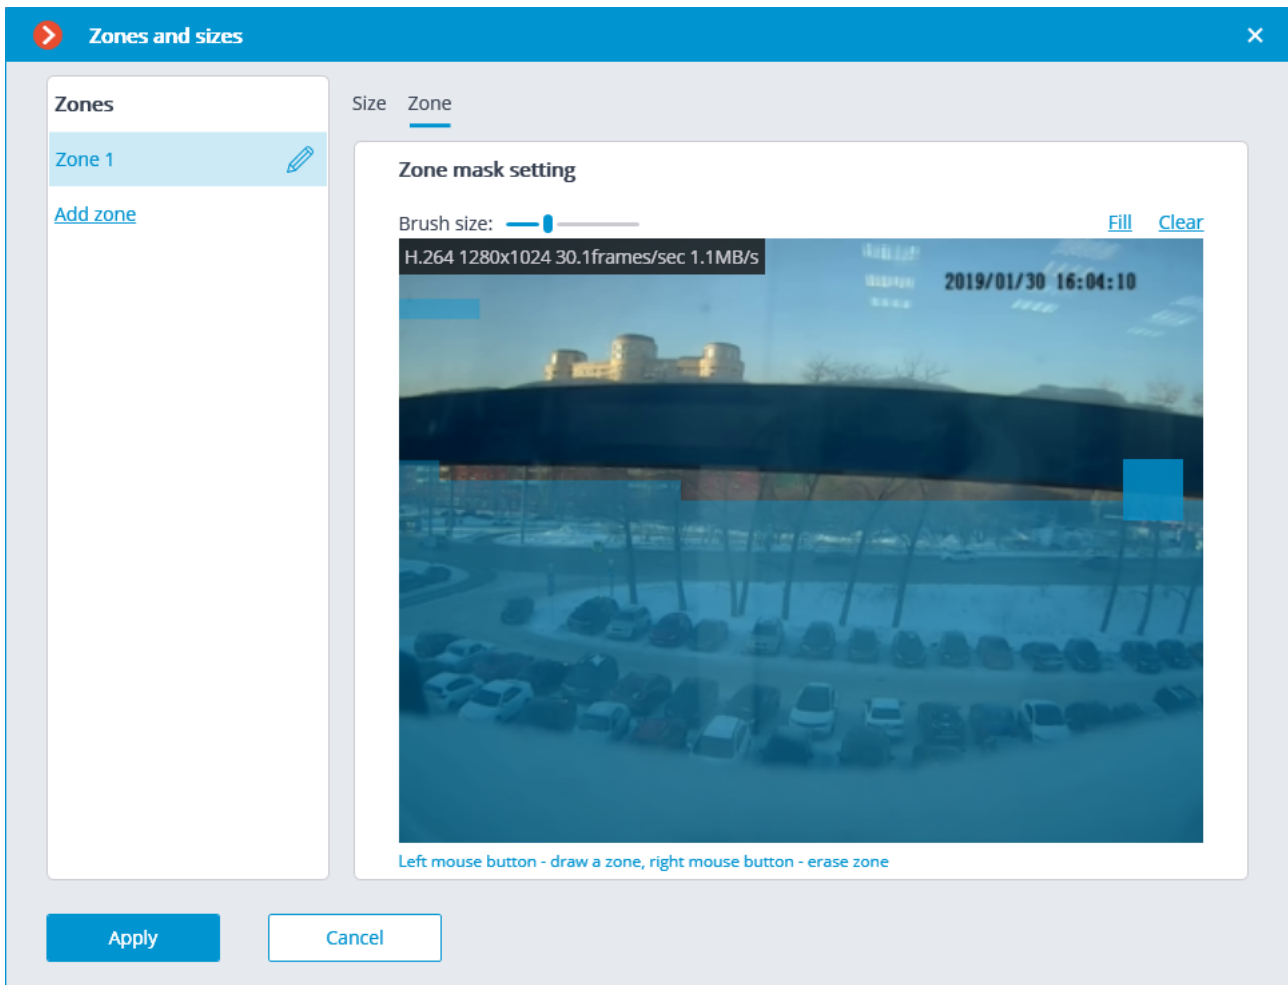 Zones and sizes
Zones
Zone 1
Add zone
Size Zone
Zone mask setting
Brush size:
Fill Clear
H.264 1280x1024 30.1frames/sec 1.1MB/s
2019/01/30 16:04:10
Left mouse button - draw a zone, right mouse button - erase zone
Apply Cancel